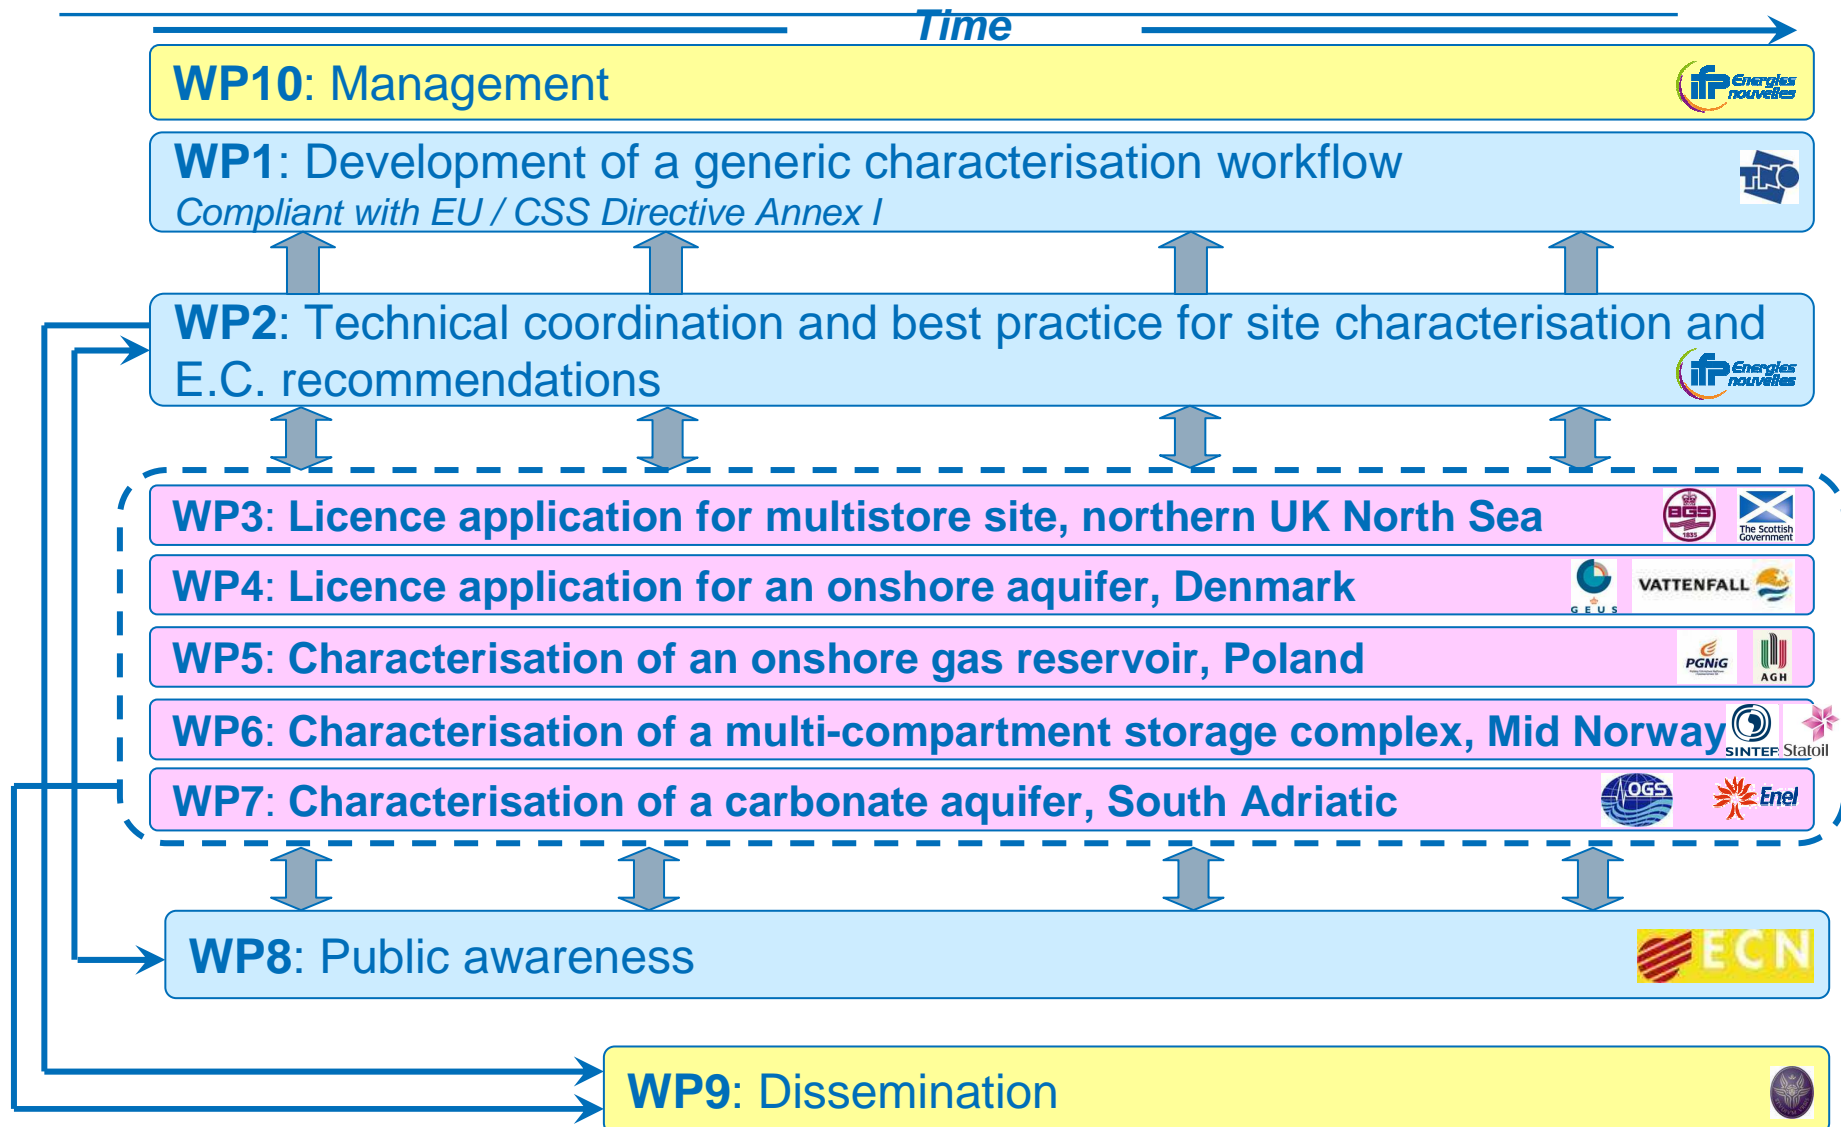 Time
WP10: Management
ifp Energies
nouvelles
WP1: Development of a generic characterisation workflow
Compliant with EU / CSS Directive Annex I
TNO
WP2: Technical coordination and best practice for site characterisation and
E.C. recommendations
ifp Energies
nouvelles
WP3: Licence application for multistore site, northern UK North Sea
BGS
1835
The Scottish
Government
WP4: Licence application for an onshore aquifer, Denmark
GEUS
VATTENFALL
WP5: Characterisation of an onshore gas reservoir, Poland
PGNiG
AGH
WP6: Characterisation of a multi-compartment storage complex, Mid Norway
SINTEF
Statoil
WP7: Characterisation of a carbonate aquifer, South Adriatic
OGS
Enel
WP8: Public awareness
ECN
WP9: Dissemination